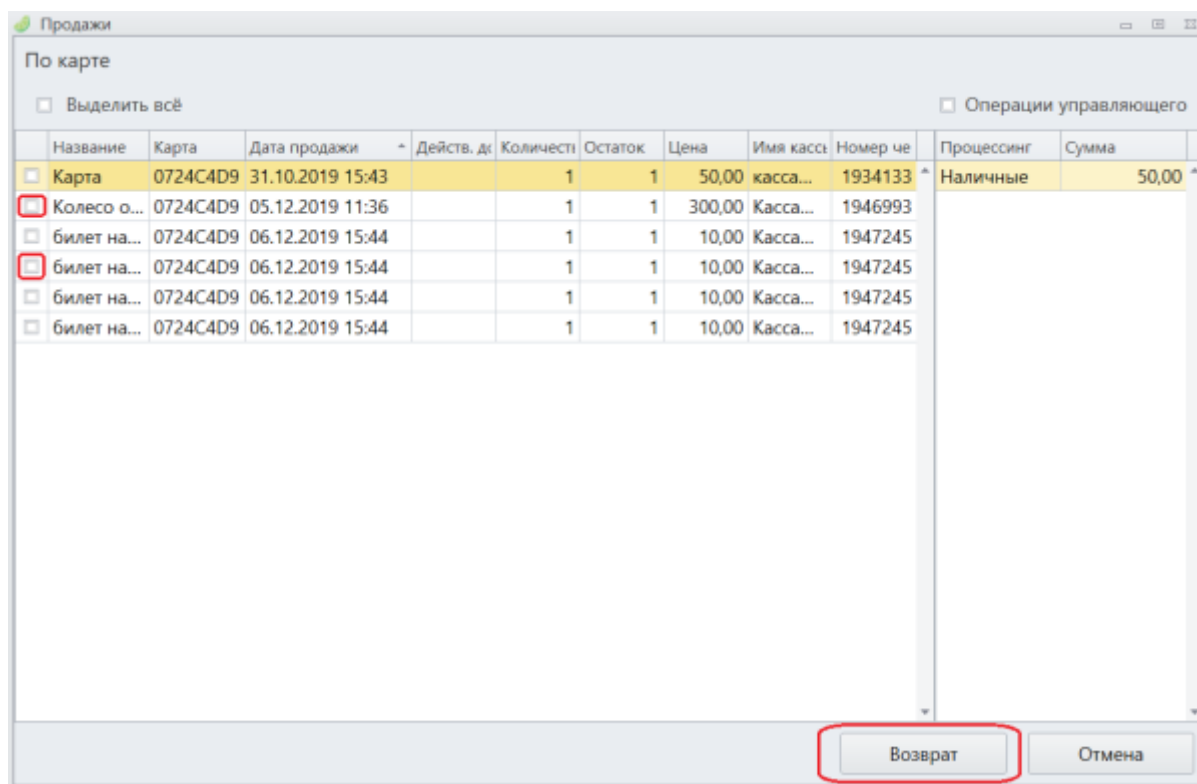 Продажи
По карте
Выделить всё Операции управляющего
Название Карта Дата продажи Действ. до Количест Остаток Цена Имя касс Номер че Процессинг Сумма
Карта 0724C4D9 31.10.2019 15:43 1 1 50,00 касса... 1934133 Наличные 50,00
Колесо о... 0724C4D9 05.12.2019 11:36 1 1 300,00 Касса... 1946993
билет на... 0724C4D9 06.12.2019 15:44 1 1 10,00 Касса... 1947245
билет на... 0724C4D9 06.12.2019 15:44 1 1 10,00 Касса... 1947245
билет на... 0724C4D9 06.12.2019 15:44 1 1 10,00 Касса... 1947245
билет на... 0724C4D9 06.12.2019 15:44 1 1 10,00 Касса... 1947245
Возврат Отмена